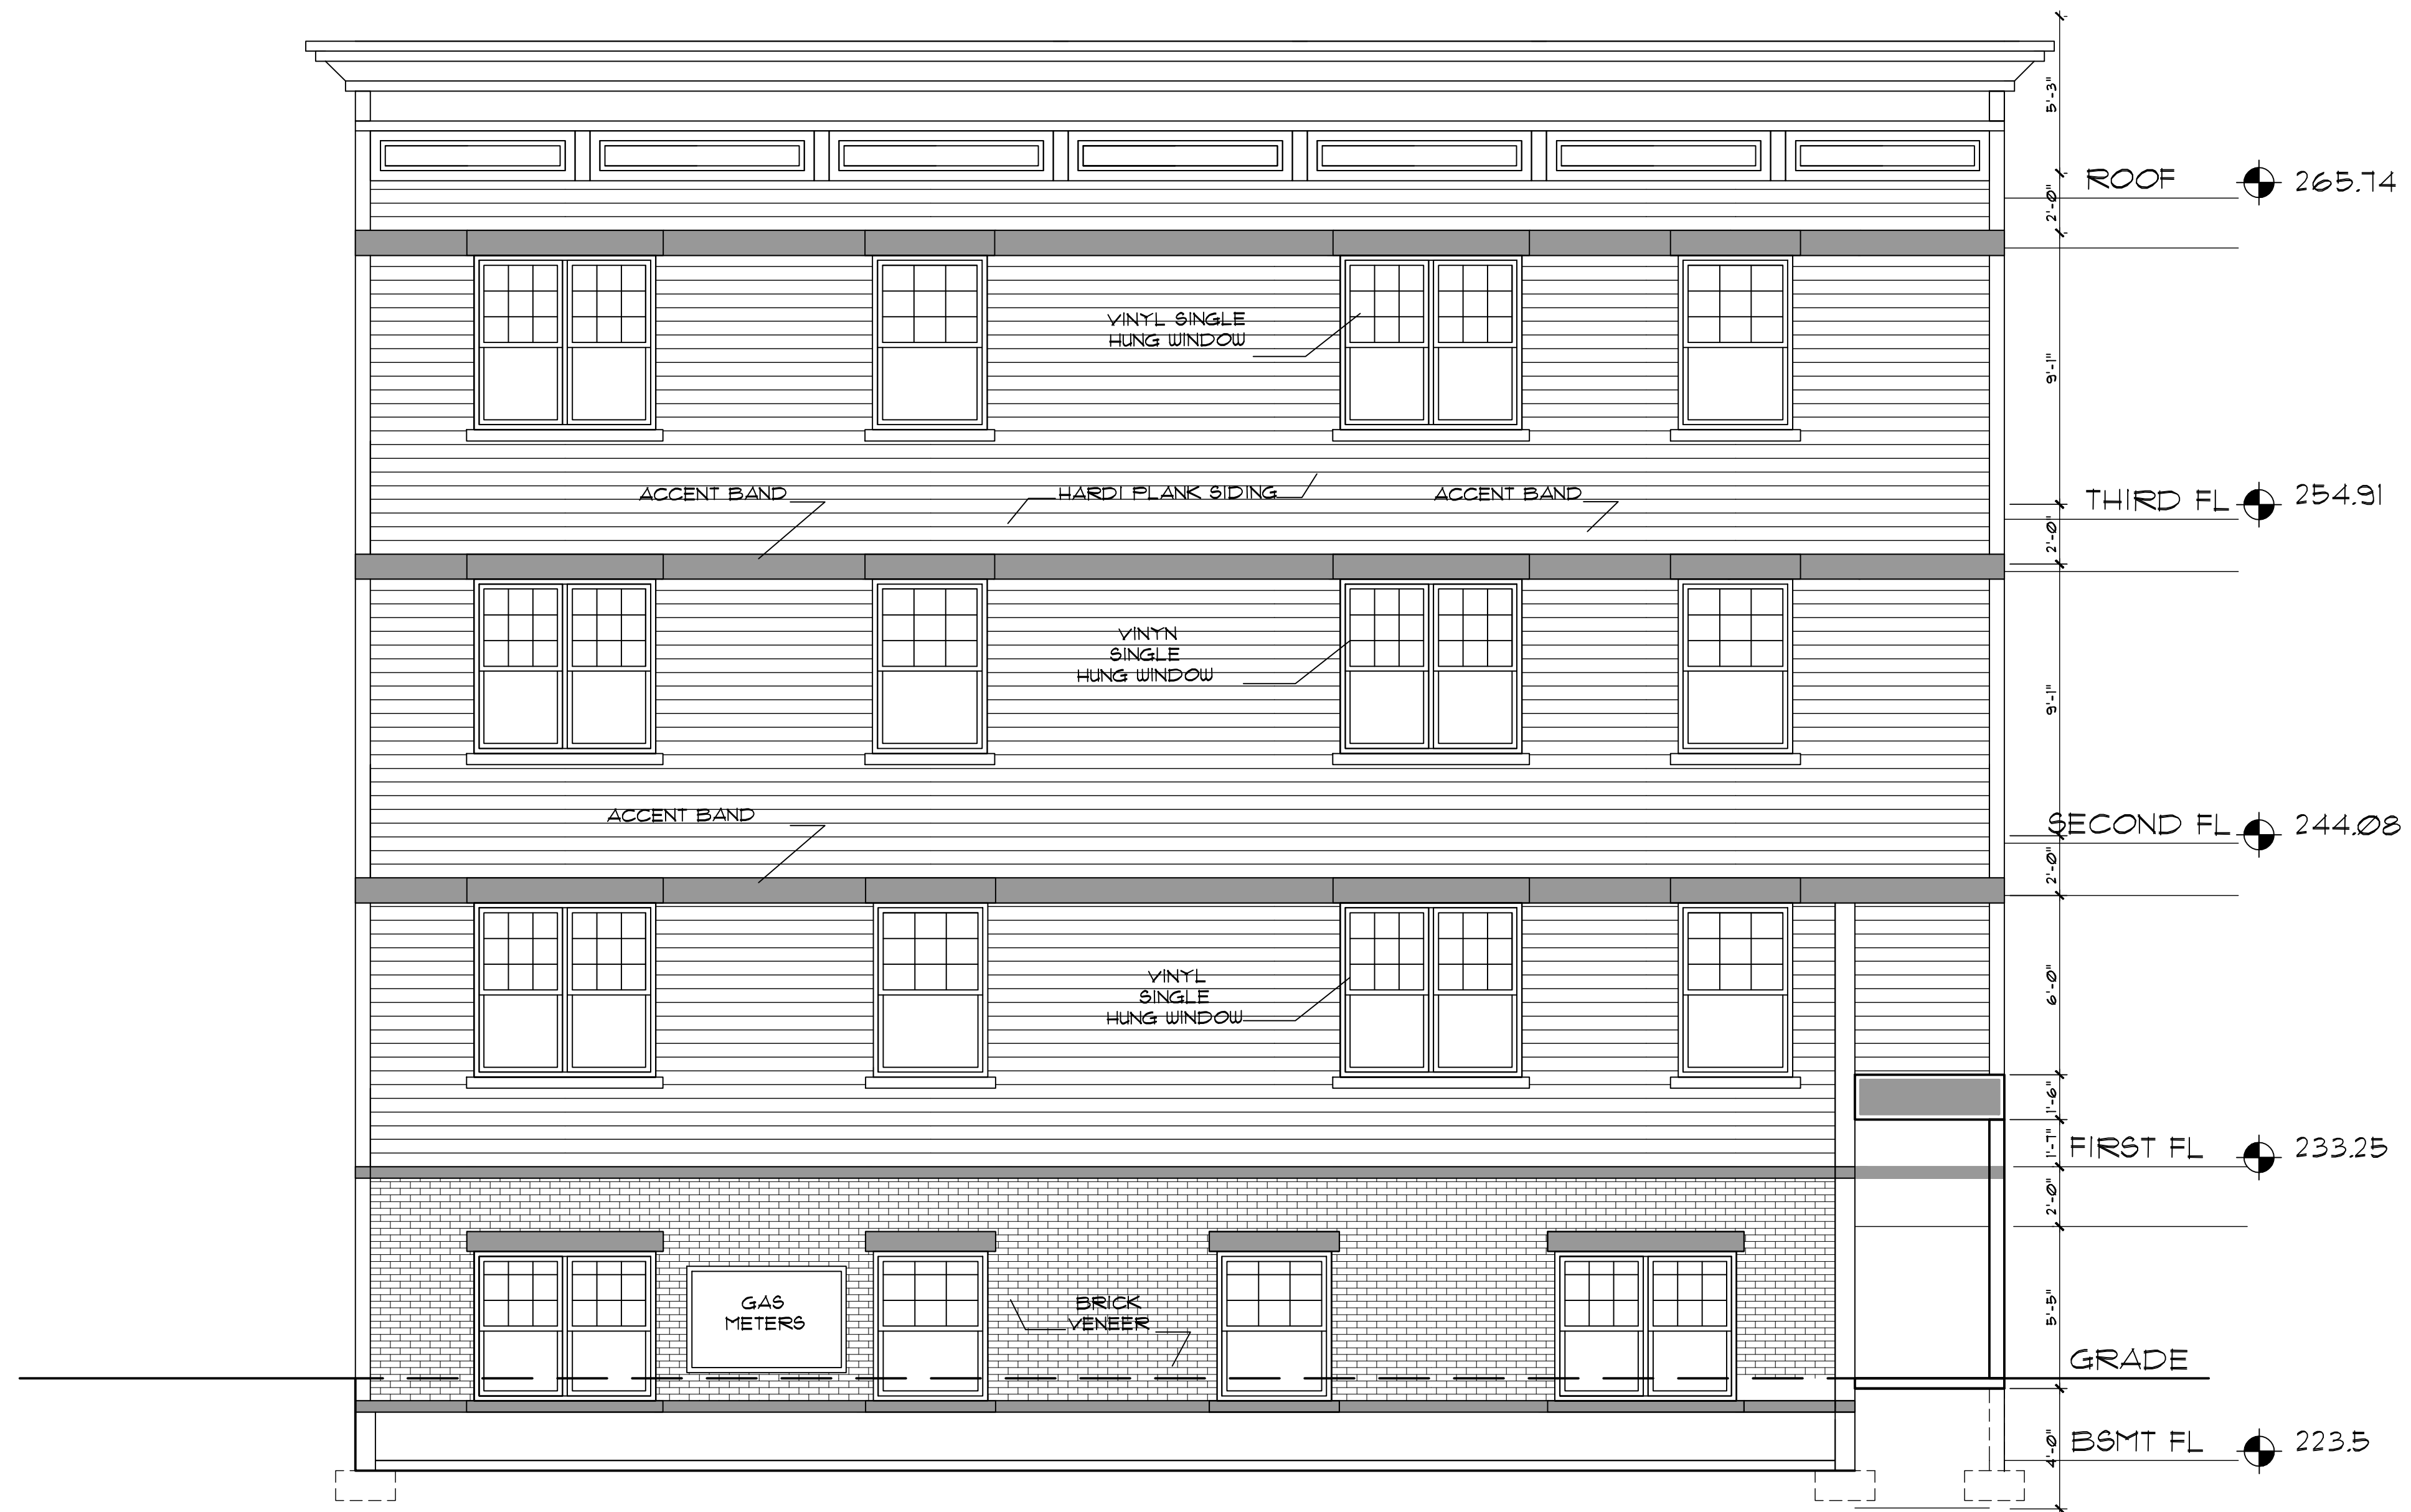 5'-3"
ROOF 265.74
2'-0"
VINYL SINGLE
HUNG WINDOW
9'-1"
ACCENT BAND
HARDI PLANK SIDING
ACCENT BAND
THIRD FL 254.91
2'-0"
VINYN
SINGLE
HUNG WINDOW
9'-1"
ACCENT BAND
SECOND FL 244.08
2'-0"
VINYL
SINGLE
HUNG WINDOW
6'-0"
1'-6"
1'-7"
FIRST FL 233.25
2'-0"
GAS
METERS
BRICK
VENEER
5'-5"
GRADE
4'-0"
BSMT FL 223.5